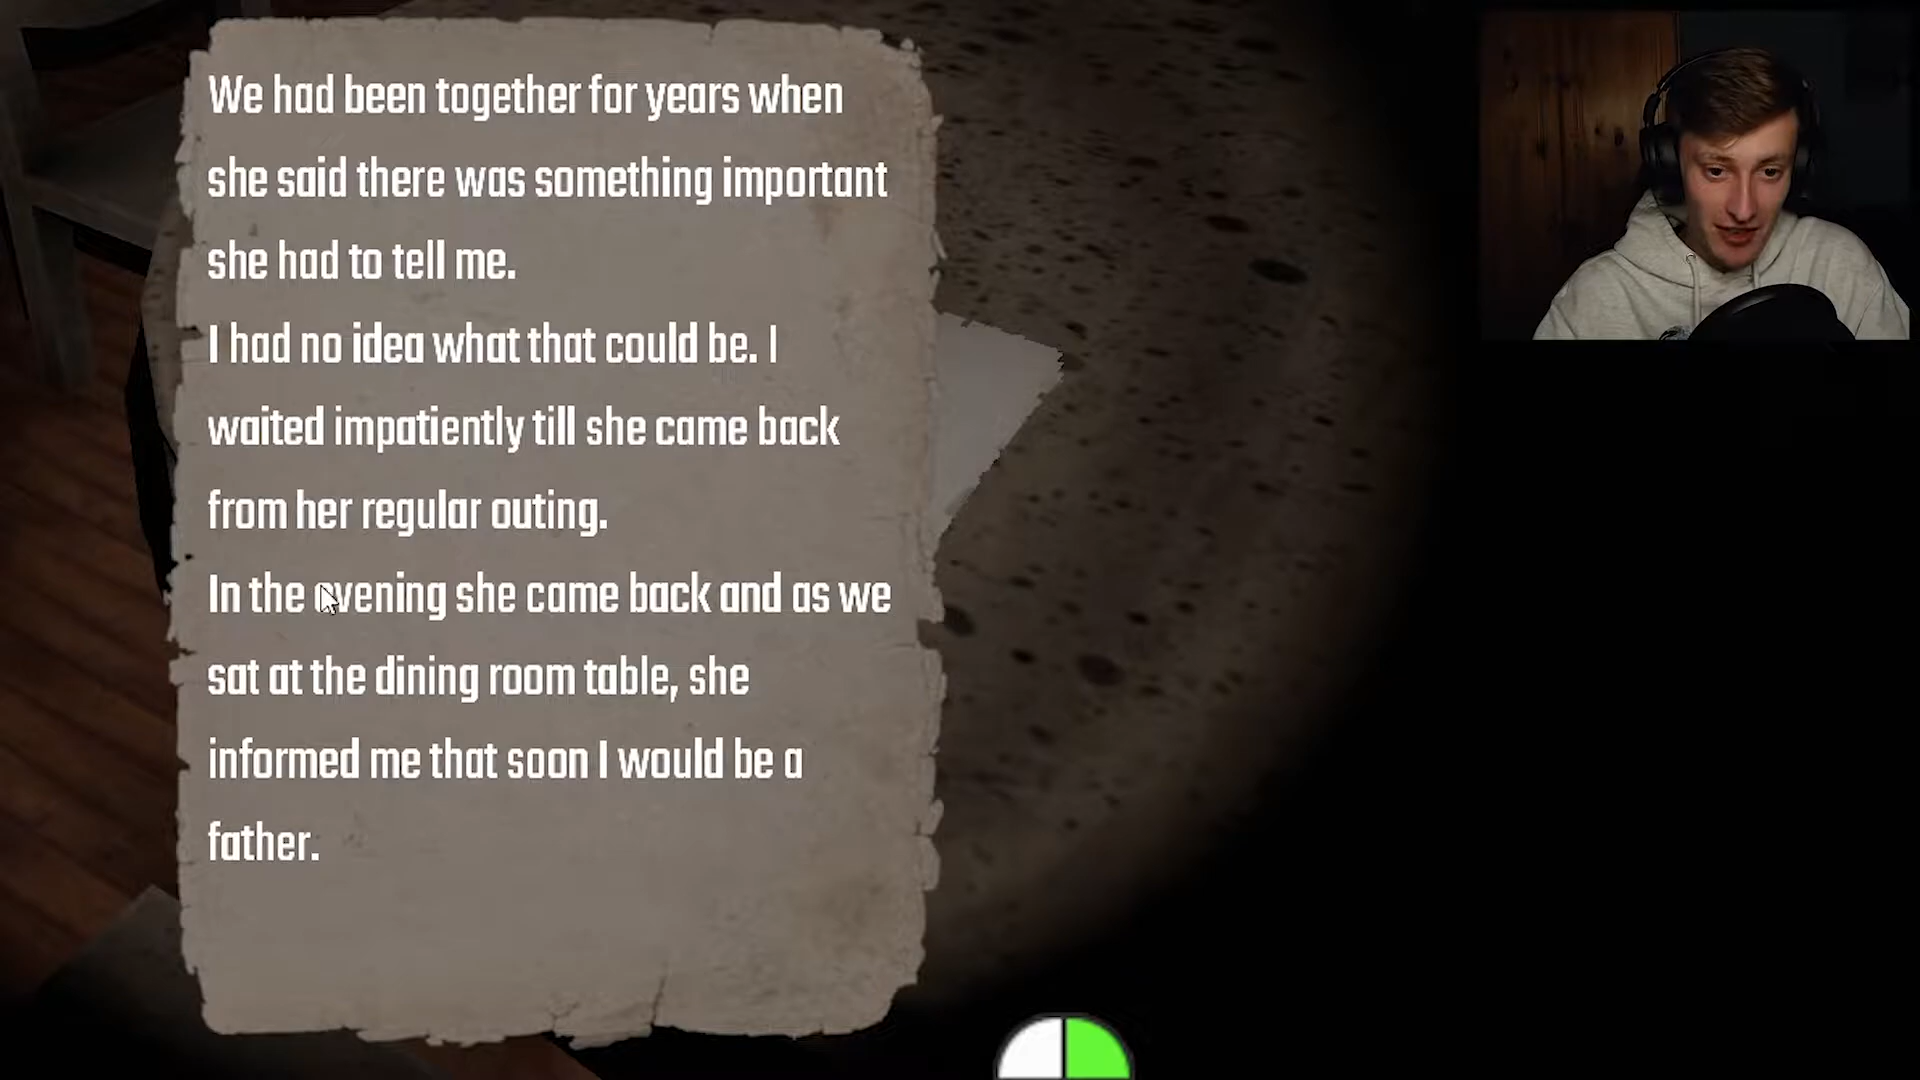 We had been together for years when
she said there was something important
she had to tell me.
I had no idea what that could be. I
waited impatiently till she came back
from her regular outing.
In the evening she came back and as we
sat at the dining room table, she
informed me that soon I would be a
father.